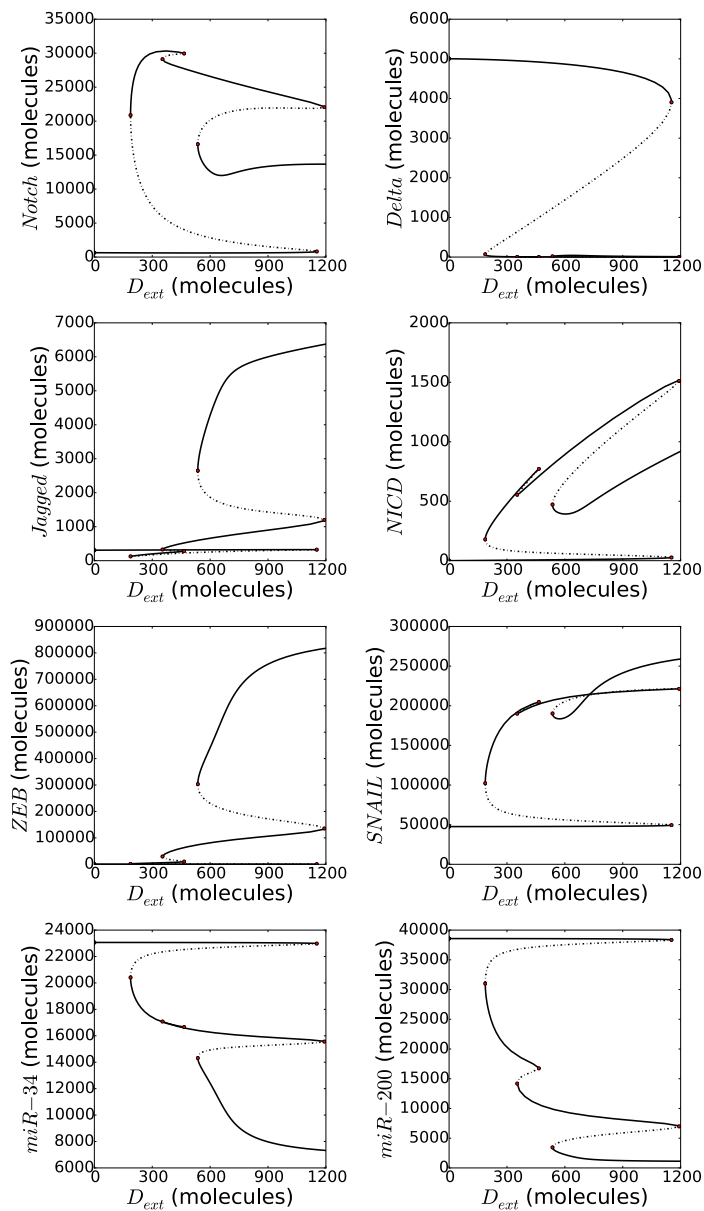 35000
30000
25000
20000
15000
10000
5000
0
Notch (molecules)
0 300 600 900 1200
D_ext (molecules)
6000
5000
4000
3000
2000
1000
0
Delta (molecules)
0 300 600 900 1200
D_ext (molecules)
7000
6000
5000
4000
3000
2000
1000
0
Jagged (molecules)
0 300 600 900 1200
D_ext (molecules)
2000
1500
1000
500
0
NICD (molecules)
0 300 600 900 1200
D_ext (molecules)
900000
800000
700000
600000
500000
400000
300000
200000
100000
0
ZEB (molecules)
0 300 600 900 1200
D_ext (molecules)
300000
250000
200000
150000
100000
50000
0
SNAIL (molecules)
0 300 600 900 1200
D_ext (molecules)
24000
22000
20000
18000
16000
14000
12000
10000
8000
6000
miR−34 (molecules)
0 300 600 900 1200
D_ext (molecules)
40000
35000
30000
25000
20000
15000
10000
5000
0
miR−200 (molecules)
0 300 600 900 1200
D_ext (molecules)